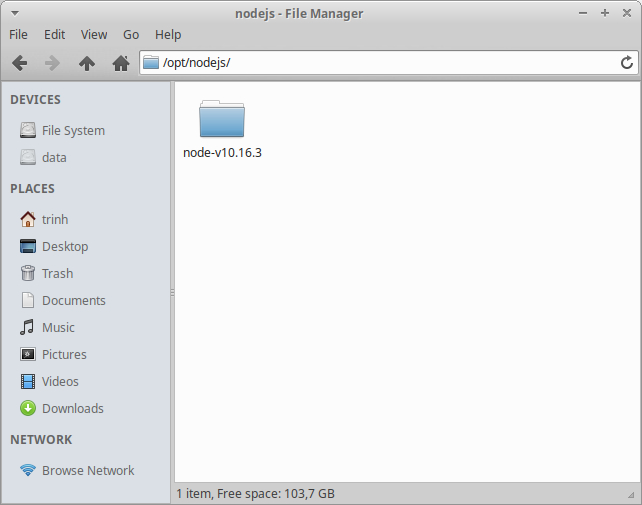 nodejs - File Manager
File Edit View Go Help
/opt/nodejs/
DEVICES
File System
data
PLACES
trinh
Desktop
Trash
Documents
Music
Pictures
Videos
Downloads
NETWORK
Browse Network
node-v10.16.3
1 item, Free space: 103,7 GB